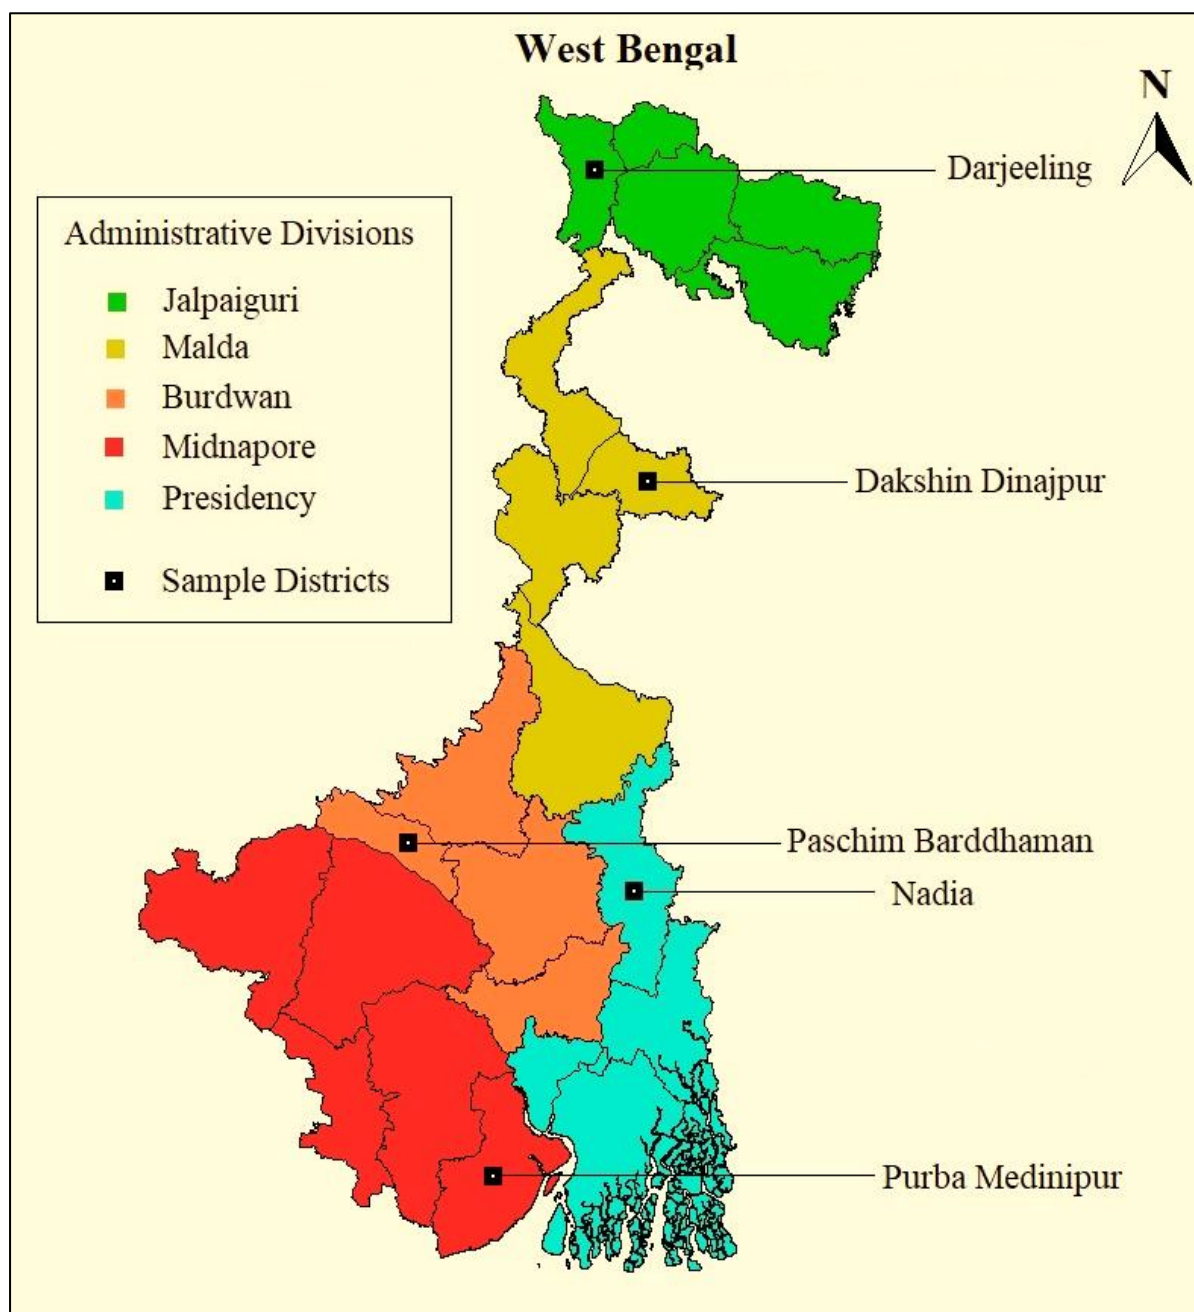 West Bengal
N
Darjeeling
Administrative Divisions
Jalpaiguri
Malda
Burdwan
Midnapore
Presidency
Sample Districts
Dakshin Dinajpur
Paschim Barddhaman
Nadia
Purba Medinipur